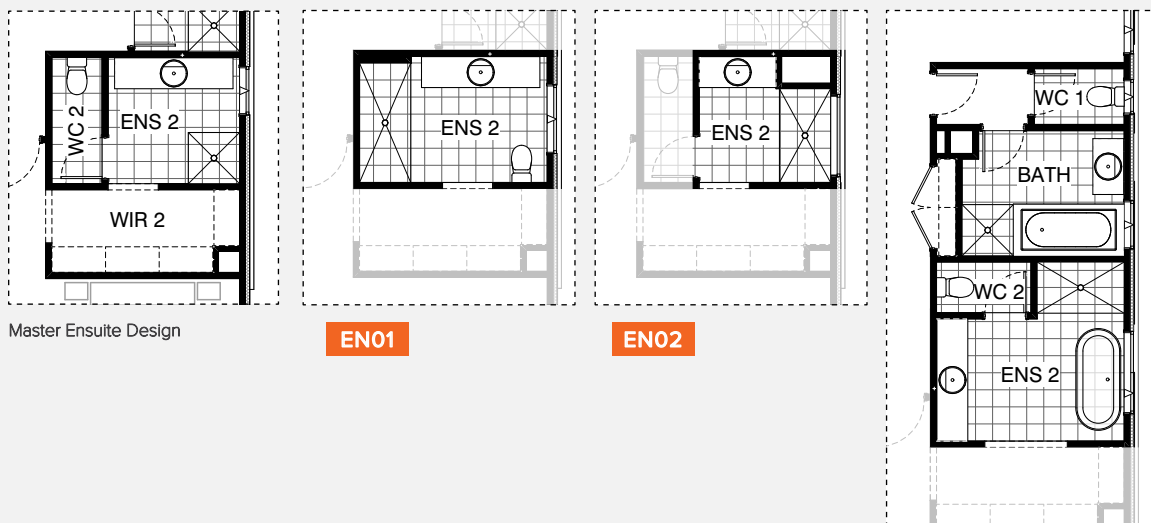 WC 2
ENS 2
WIR 2
Master Ensuite Design
ENS 2
EN01
ENS 2
EN02
WC 1
BATH
WC 2
ENS 2